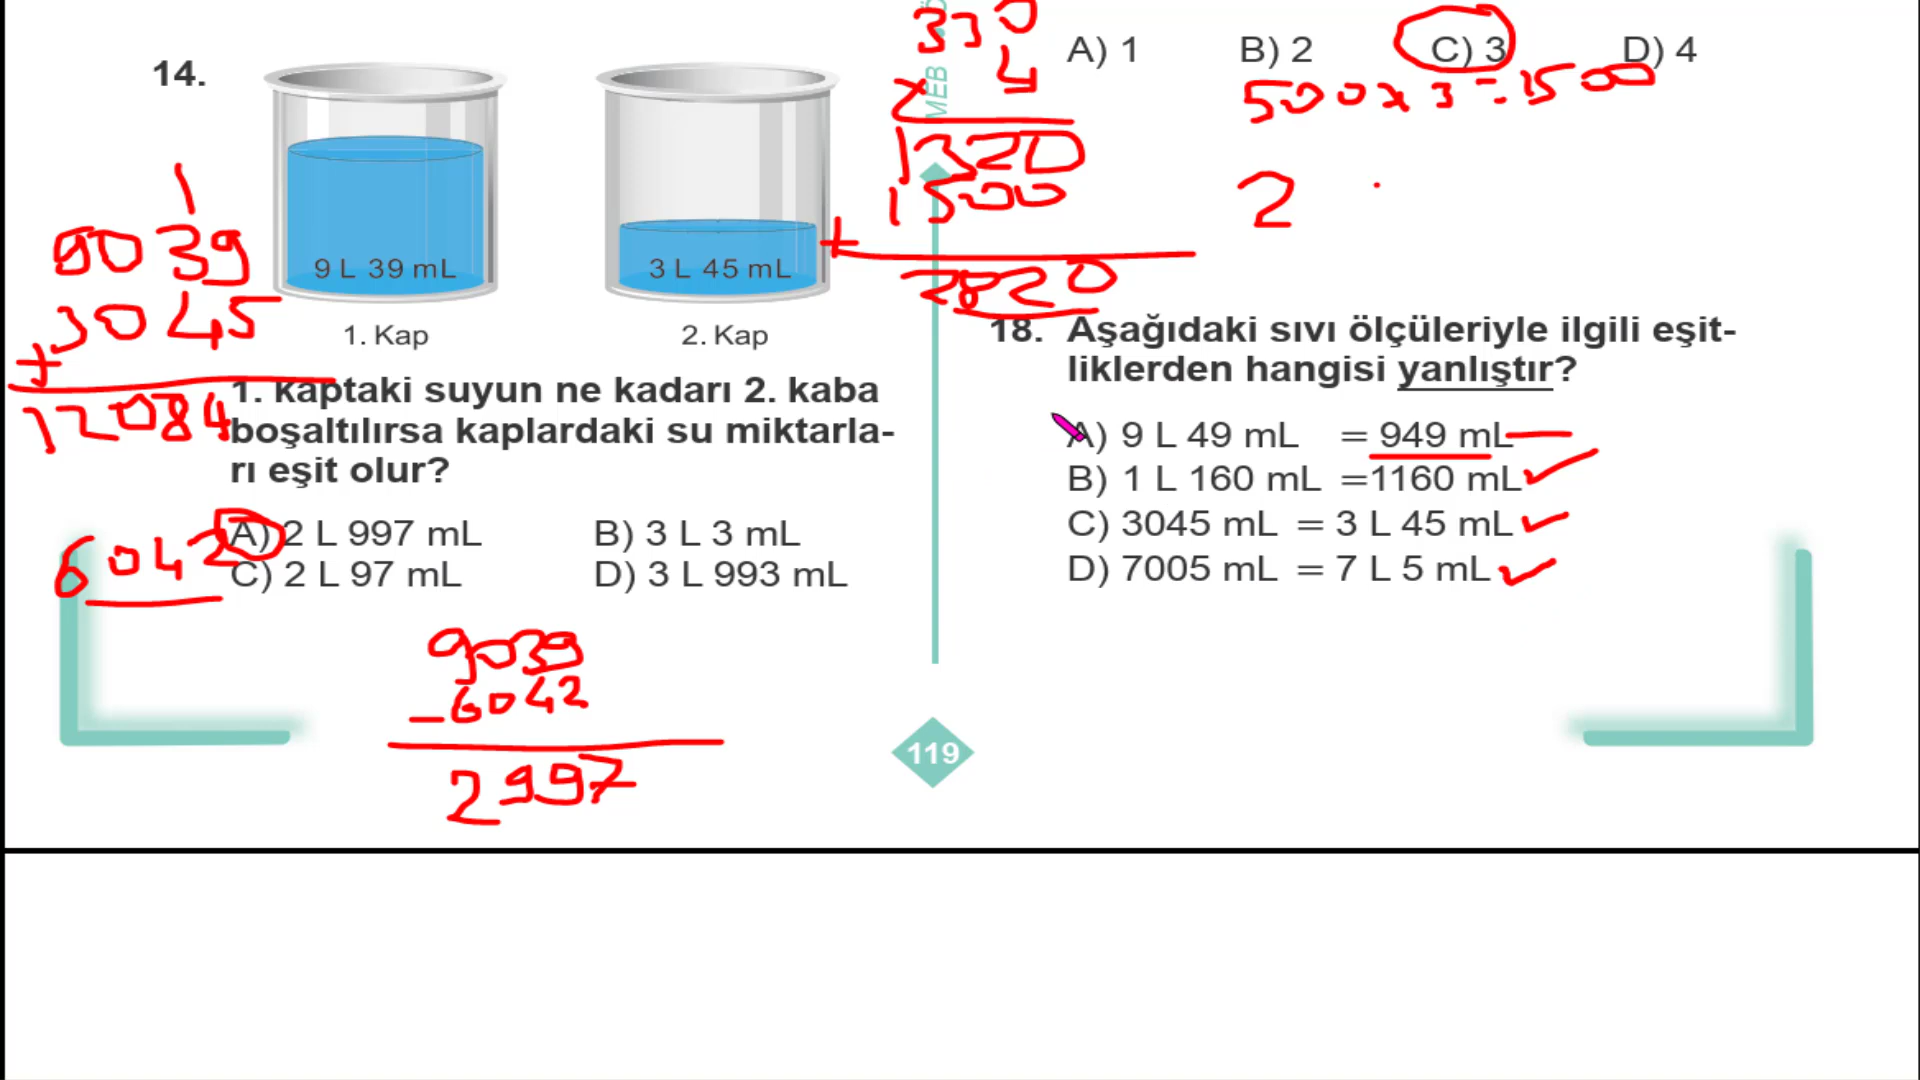 14.
9 L 39 mL
3 L 45 mL
1. Kap
2. Kap
1. kaptaki suyun ne kadarı 2. kaba
boşaltılırsa kaplardaki su miktarla-
rı eşit olur?
A) 2 L 997 mL
B) 3 L 3 mL
C) 2 L 97 mL
D) 3 L 993 mL
1
9039
3045
+
12084
6042
9039
- 6042
2997
330
x 4
1320
1500
+
2820
MEB
A) 1
B) 2
C) 3
D) 4
500 x 3 = 1500
2
18. Aşağıdaki sıvı ölçüleriyle ilgili eşit-
liklerden hangisi yanlıştır?
A) 9 L 49 mL = 949 mL
B) 1 L 160 mL =1160 mL
C) 3045 mL = 3 L 45 mL
D) 7005 mL = 7 L 5 mL
119